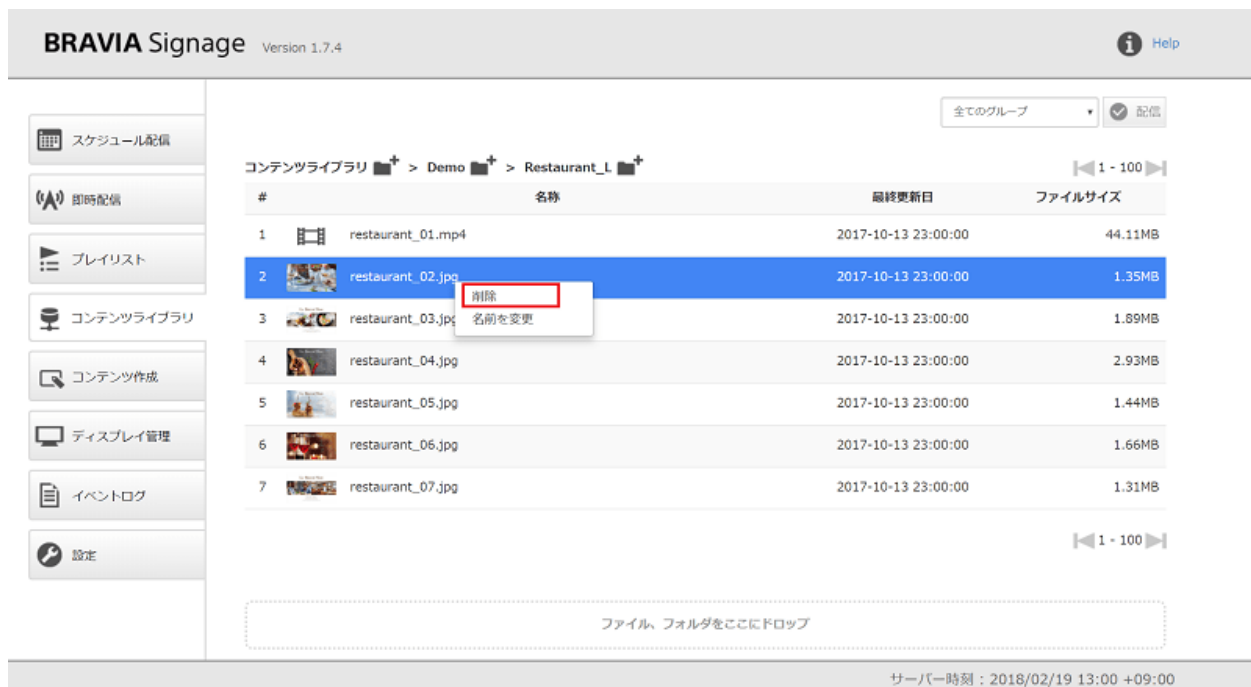 BRAVIA Signage Version 1.7.4
Help
全てのグループ
配信
スケジュール配信
即時配信
プレイリスト
コンテンツライブラリ
コンテンツ作成
ディスプレイ管理
イベントログ
設定
コンテンツライブラリ > Demo > Restaurant_L
1 - 100
# 名称 最終更新日 ファイルサイズ
1 restaurant_01.mp4 2017-10-13 23:00:00 44.11MB
2 restaurant_02.jpg 2017-10-13 23:00:00 1.35MB
削除
名前を変更
3 restaurant_03.jpg 2017-10-13 23:00:00 1.89MB
4 restaurant_04.jpg 2017-10-13 23:00:00 2.93MB
5 restaurant_05.jpg 2017-10-13 23:00:00 1.44MB
6 restaurant_06.jpg 2017-10-13 23:00:00 1.66MB
7 restaurant_07.jpg 2017-10-13 23:00:00 1.31MB
1 - 100
ファイル、フォルダをここにドロップ
サーバー時刻 : 2018/02/19 13:00 +09:00